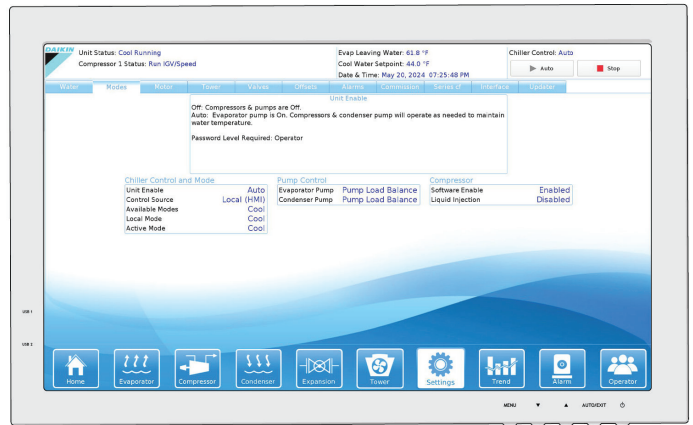 DAIKIN
Unit Status: Cool Running
Compressor 1 Status: Run IGV/Speed
Evap Leaving Water: 61.8 °F
Cool Water Setpoint: 44.0 °F
Date & Time: May 20, 2024 07:25:48 PM
Chiller Control: Auto
Auto
Stop
Water Modes Motor Tower Valves Offsets Alarms Commission Series cf Interface Updater
Unit Enable
Off: Compressors & pumps are Off.
Auto: Evaporator pump is On. Compressors & condenser pump will operate as needed to maintain
water temperature.
Password Level Required: Operator
Chiller Control and Mode
Unit Enable Auto
Control Source Local (HMI)
Available Modes Cool
Local Mode Cool
Active Mode Cool
Pump Control
Evaporator Pump Pump Load Balance
Condenser Pump Pump Load Balance
Compressor
Software Enable Enabled
Liquid Injection Disabled
USB 1
USB 2
Home Evaporator Compressor Condenser Expansion Tower Settings Trend Alarm Operator
MENU ▼ ▲ AUTO/EXIT